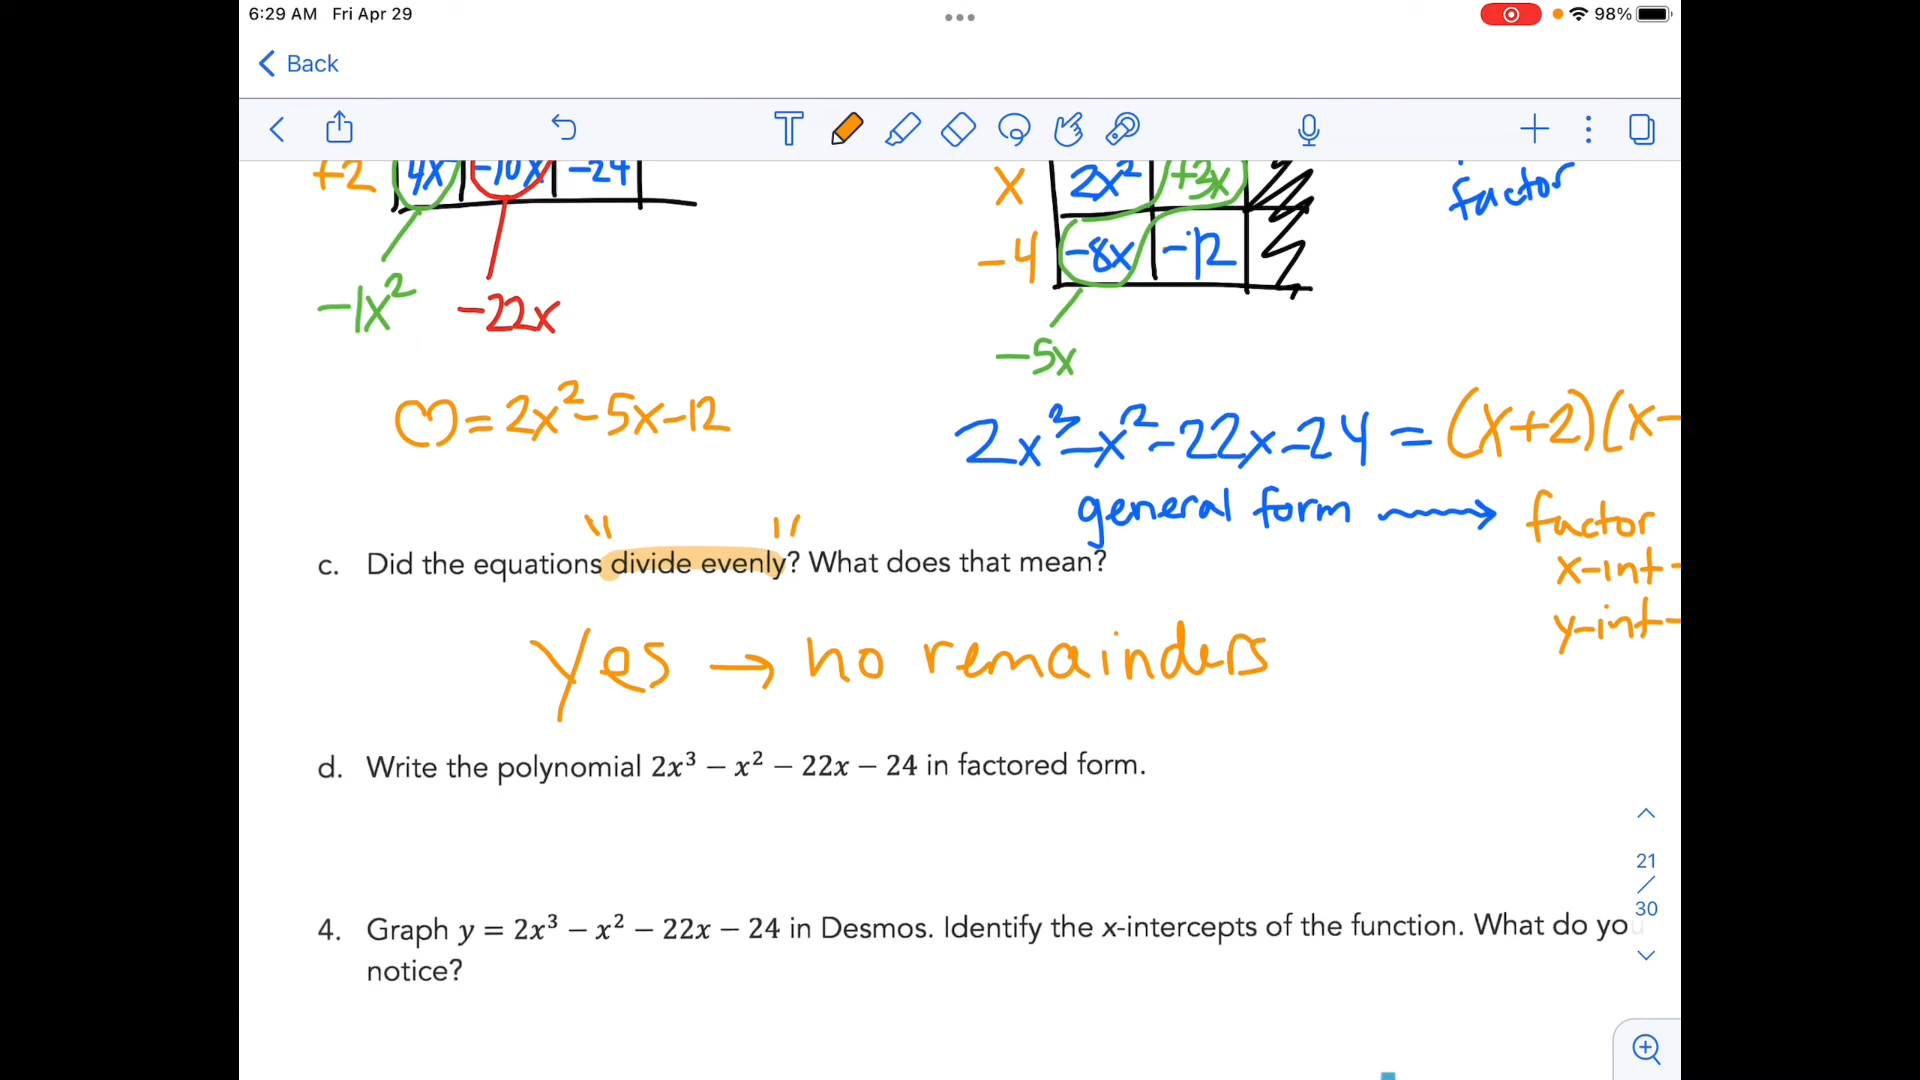 6:29 AM Fri Apr 29
98%
Back
T
+2 4x -10x -24
x 2x² +3x
factor
-4 -8x -12
-1x² -22x
-5x
♡ = 2x² - 5x - 12
2x³ - x² - 22x - 24 = (x+2)(x-
general form → factor
x-int-
y-int-
" "
c. Did the equations divide evenly? What does that mean?
Yes → no remainders
d. Write the polynomial 2x³ − x² − 22x − 24 in factored form.
21
/
30
4. Graph y = 2x³ − x² − 22x − 24 in Desmos. Identify the x-intercepts of the function. What do you
notice?